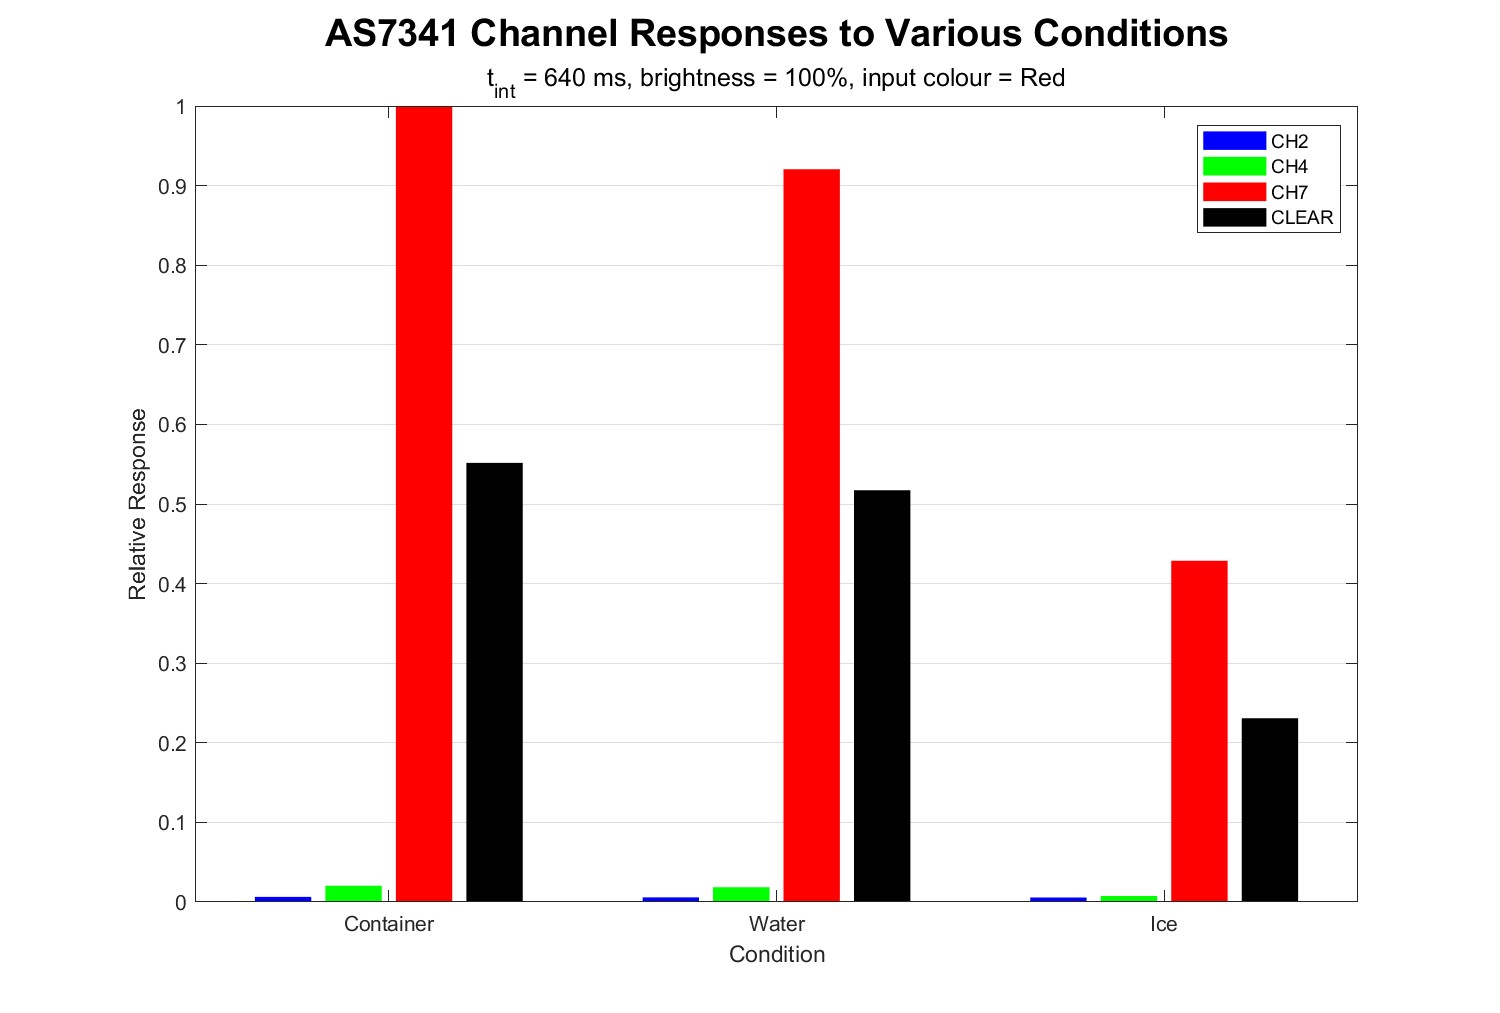 AS7341 Channel Responses to Various Conditions
t_int = 640 ms, brightness = 100%, input colour = Red
1
0.9
0.8
0.7
0.6
0.5
0.4
0.3
0.2
0.1
0
Relative Response
CH2
CH4
CH7
CLEAR
Container
Water
Ice
Condition